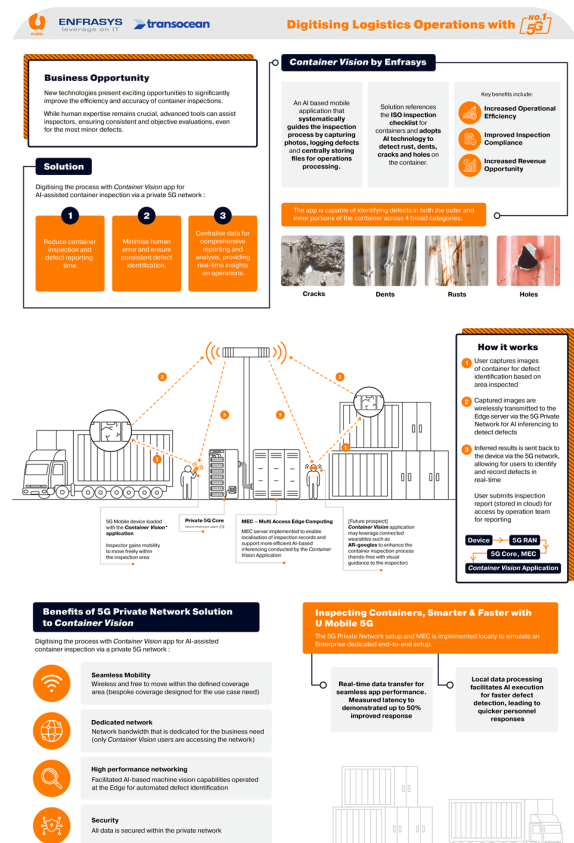 mobile
ENFRASYS
leverage on IT
transocean
Digitising Logistics Operations with
NO.1
5G
Business Opportunity
New technologies present exciting opportunities to significantly
improve the efficiency and accuracy of container inspections.
While human expertise remains crucial, advanced tools can assist
inspectors, ensuring consistent and objective evaluations, even
for the most minor defects.
Solution
Digitising the process with Container Vision app for
AI-assisted container inspection via a private 5G network :
1
Reduce container
inspection and
defect reporting
time.
2
Minimise human
error and ensure
consistent defect
identification.
3
Centralise data for
comprehensive
reporting and
analysis, providing
real-time insights
on operations.
Container Vision by Enfrasys
An AI based mobile
application that
systematically
guides the inspection
process by capturing
photos, logging defects
and centrally storing
files for operations
processing.
Solution references
the ISO inspection
checklist for
containers and adopts
AI technology to
detect rust, dents,
cracks and holes on
the container.
Key benefits include:
Increased Operational
Efficiency
Improved Inspection
Compliance
Increased Revenue
Opportunity
The app is capable of identifying defects in both the outer and
inner portions of the container across 4 broad categories:
Cracks
Dents
Rusts
Holes
2
2
3
3
1
1
5G Mobile device loaded
with the Container Vision"
application
Inspector gains mobility
to move freely within
the inspection area
Private 5G Core
MEC – Multi Access Edge Computing
MEC server implemented to enable
localisation of inspection records and
support more efficient AI-based
inferencing conducted by the Container
Vision Application
[Future prospect]
Container Vision application
may leverage connected
wearables such as
AR-googles to enhance the
container inspection process
(hands-free with visual
guidance to the inspector)
How it works
1 User captures images
of container for defect
identification based on
area inspected
2 Captured images are
wirelessly transmitted to the
Edge server via the 5G Private
Network for AI inferencing to
detect defects
3 Inferred results is sent back to
the device via the 5G network,
allowing for users to identify
and record defects in
real-time
User submits inspection
report (stored in cloud) for
access by operation team
for reporting
Device
5G RAN
5G Core, MEC
Container Vision Application
Benefits of 5G Private Network Solution
to Container Vision
Digitising the process with Container Vision app for AI-assisted
container inspection via a private 5G network :
Seamless Mobility
Wireless and free to move within the defined coverage
area (bespoke coverage designed for the use case need)
Dedicated network
Network bandwidth that is dedicated for the business need
(only Container Vision users are accessing the network)
High performance networking
Facilitated AI-based machine vision capabilities operated
at the Edge for automated defect identification
Security
All data is secured within the private network
Inspecting Containers, Smarter & Faster with
U Mobile 5G
The 5G Private Network setup and MEC is implemented locally to simulate an
Enterprise dedicated end-to-end setup.
Real-time data transfer for
seamless app performance.
Measured latency to
demonstrated up to 50%
improved response
Local data processing
facilitates AI execution
for faster defect
detection, leading to
quicker personnel
responses